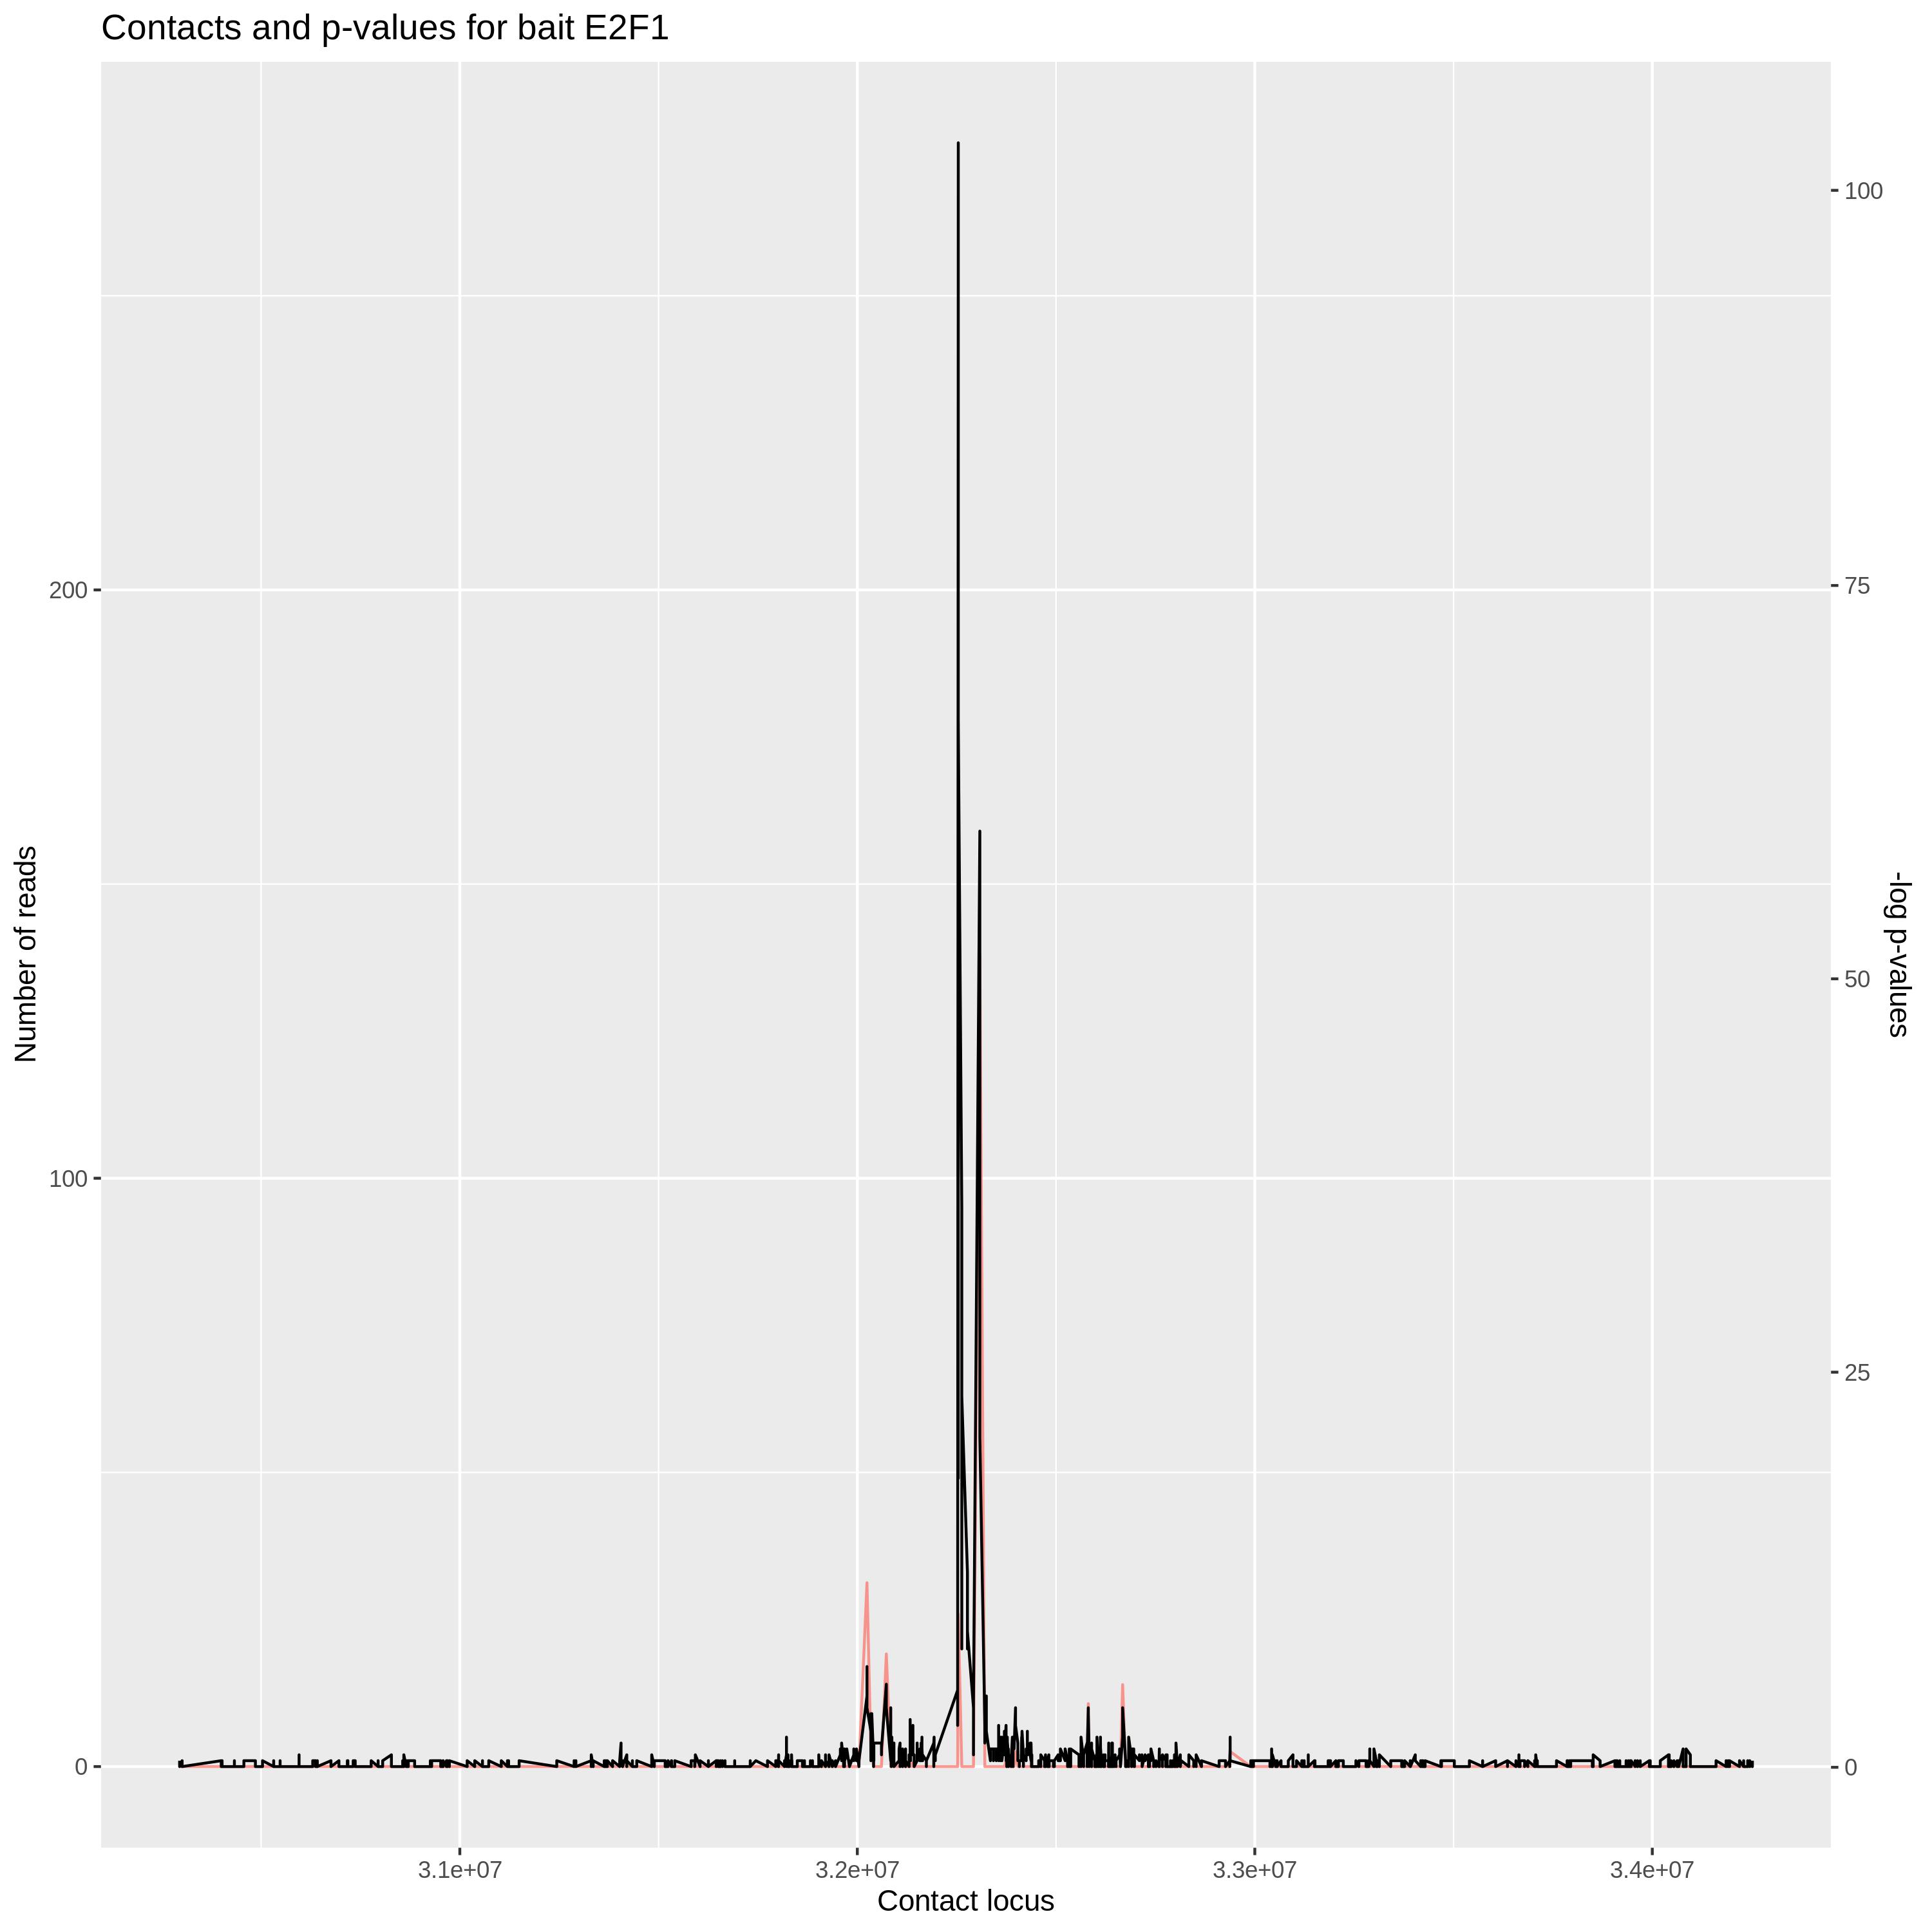 Contacts and p-values for bait E2F1
Number of reads
200
100
0
100
75
50
25
0
-log p-values
3.1e+07
3.2e+07
3.3e+07
3.4e+07
Contact locus